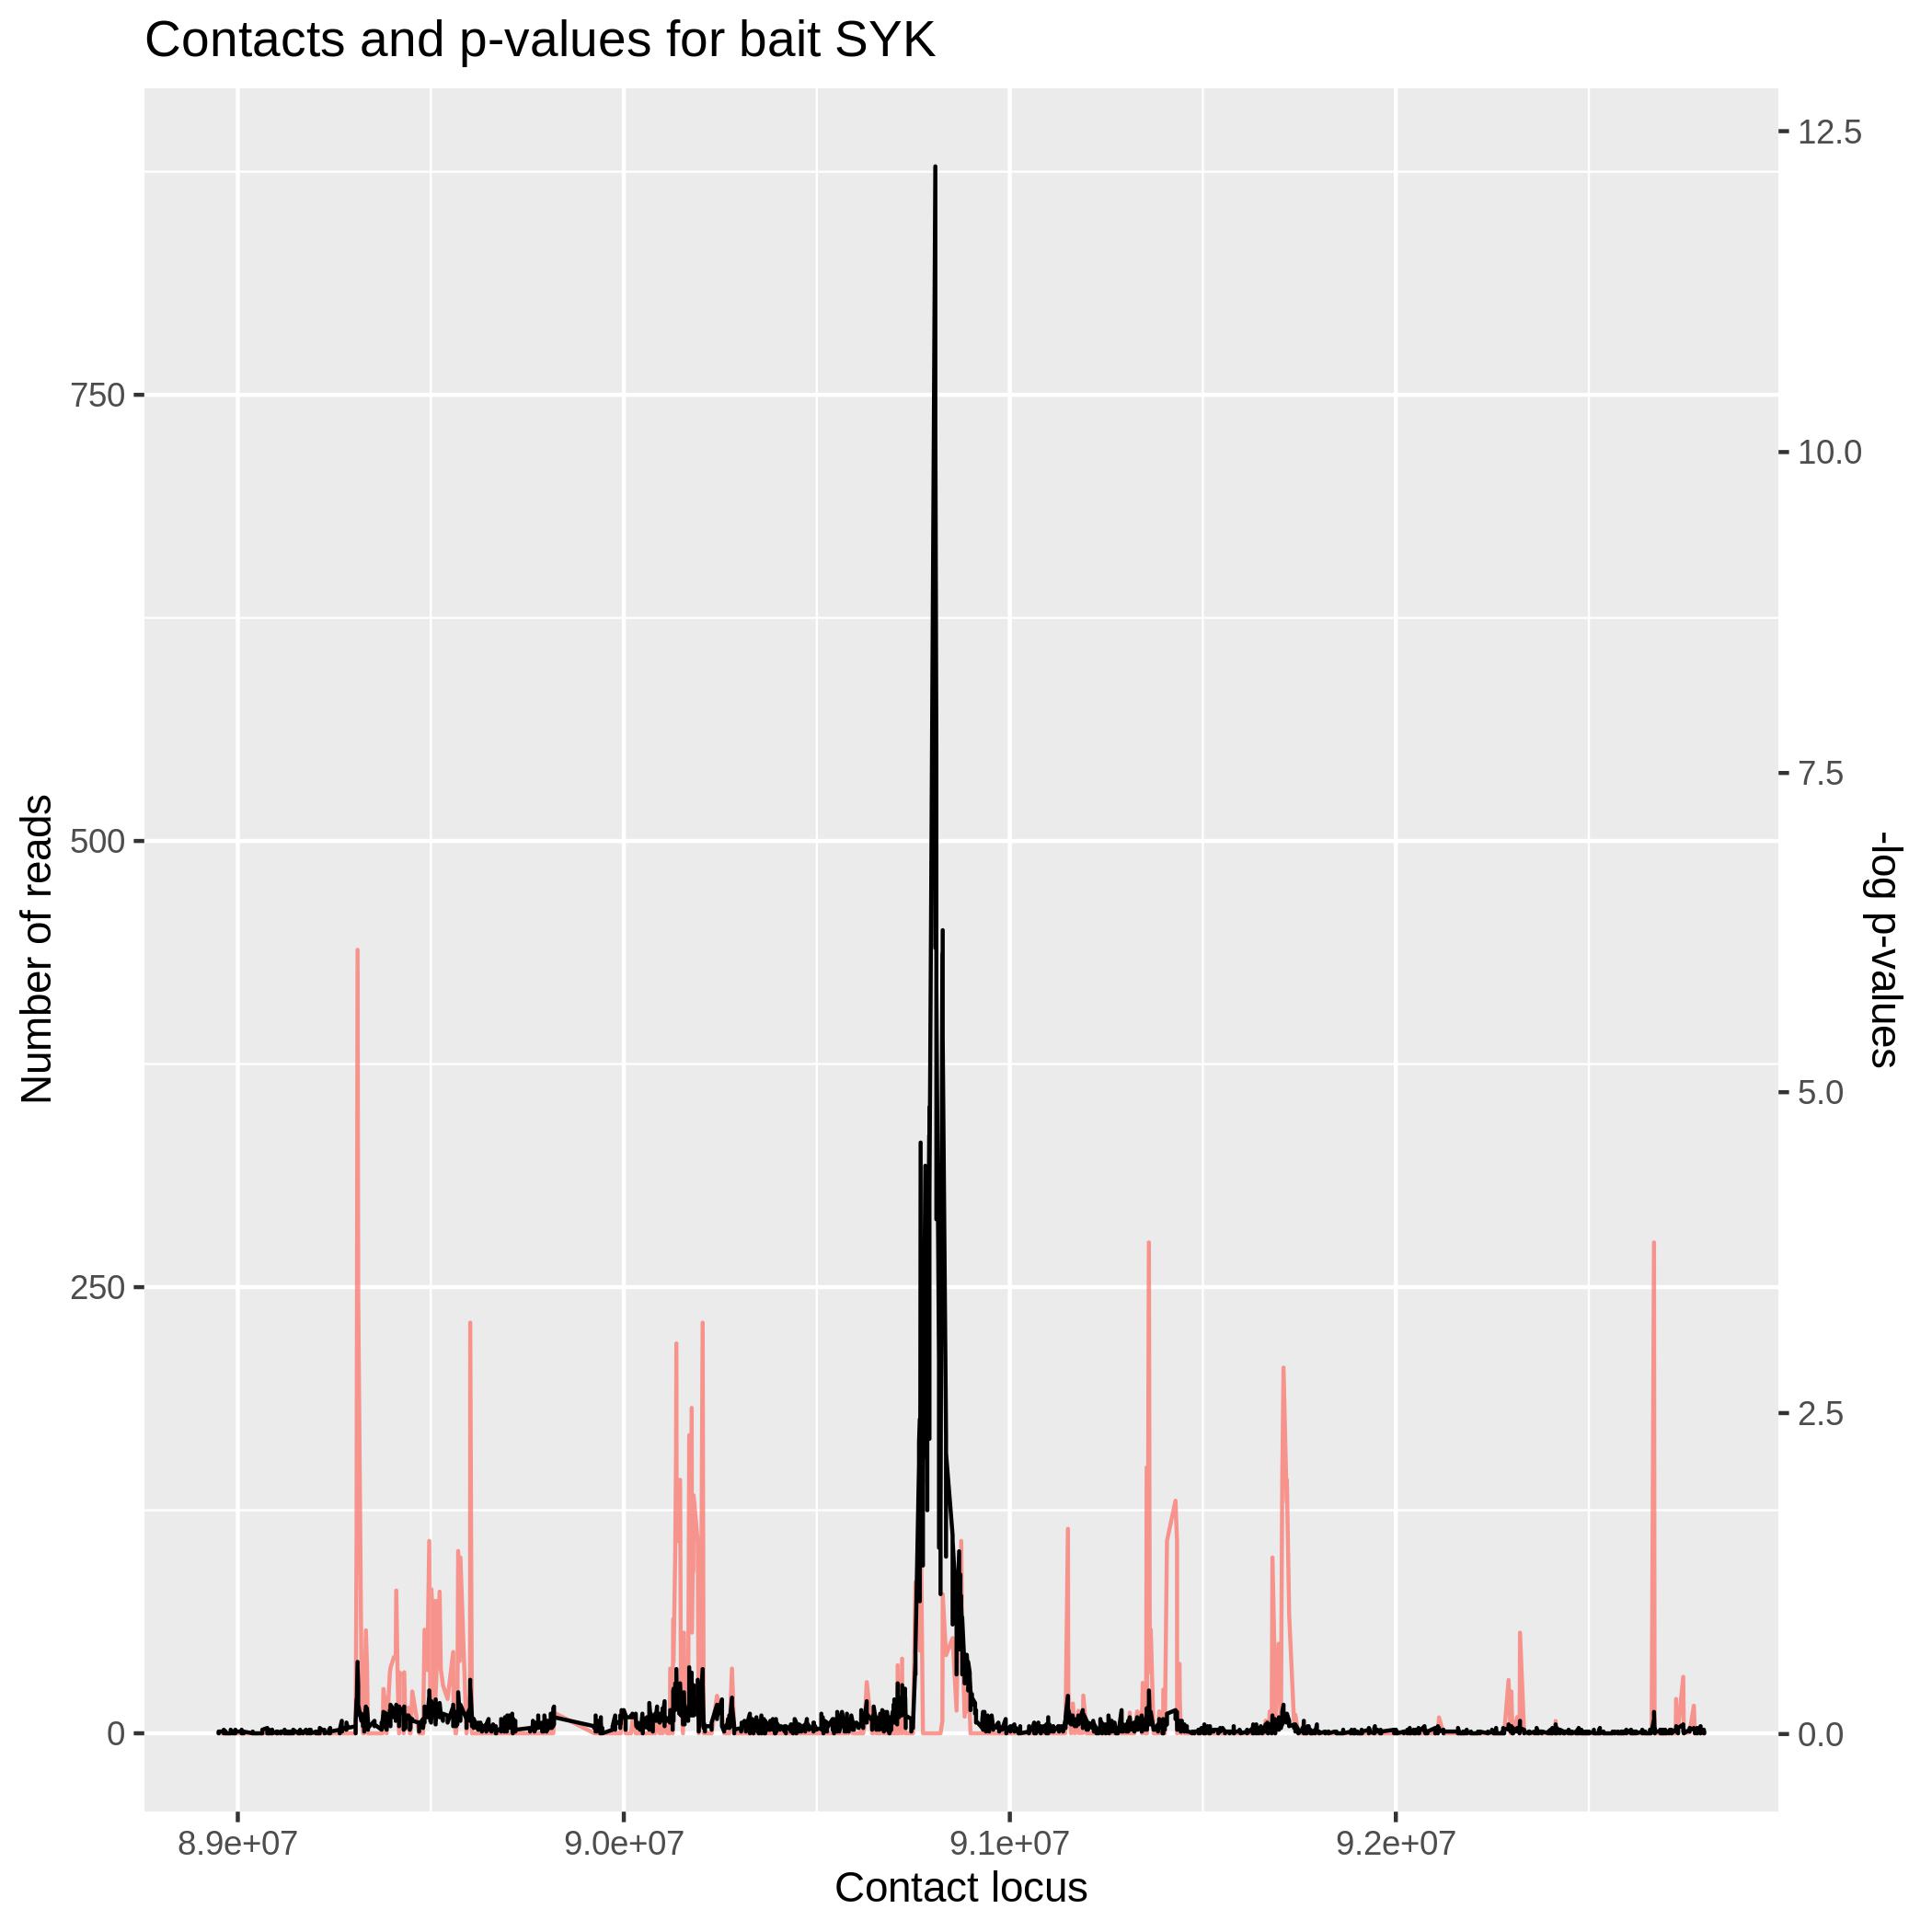 Contacts and p-values for bait SYK
12.5
750
10.0
7.5
500
Number of reads
-log p-values
5.0
250
2.5
0
0.0
8.9e+07
9.0e+07
9.1e+07
9.2e+07
Contact locus